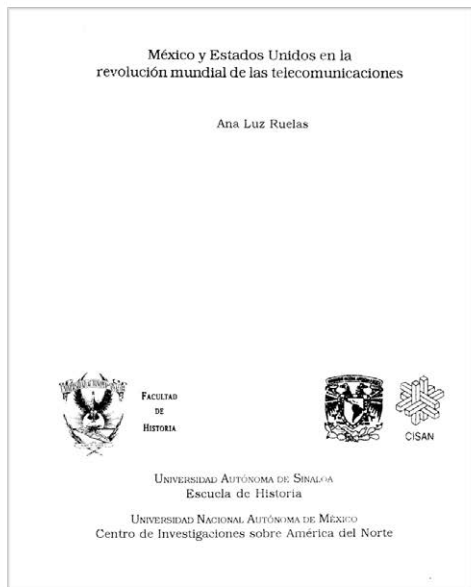 México y Estados Unidos en la
revolución mundial de las telecomunicaciones
Ana Luz Ruelas
FACULTAD
DE
HISTORIA
CISAN
UNIVERSIDAD AUTÓNOMA DE SINALOA
Escuela de Historia
UNIVERSIDAD NACIONAL AUTÓNOMA DE MÉXICO
Centro de Investigaciones sobre América del Norte